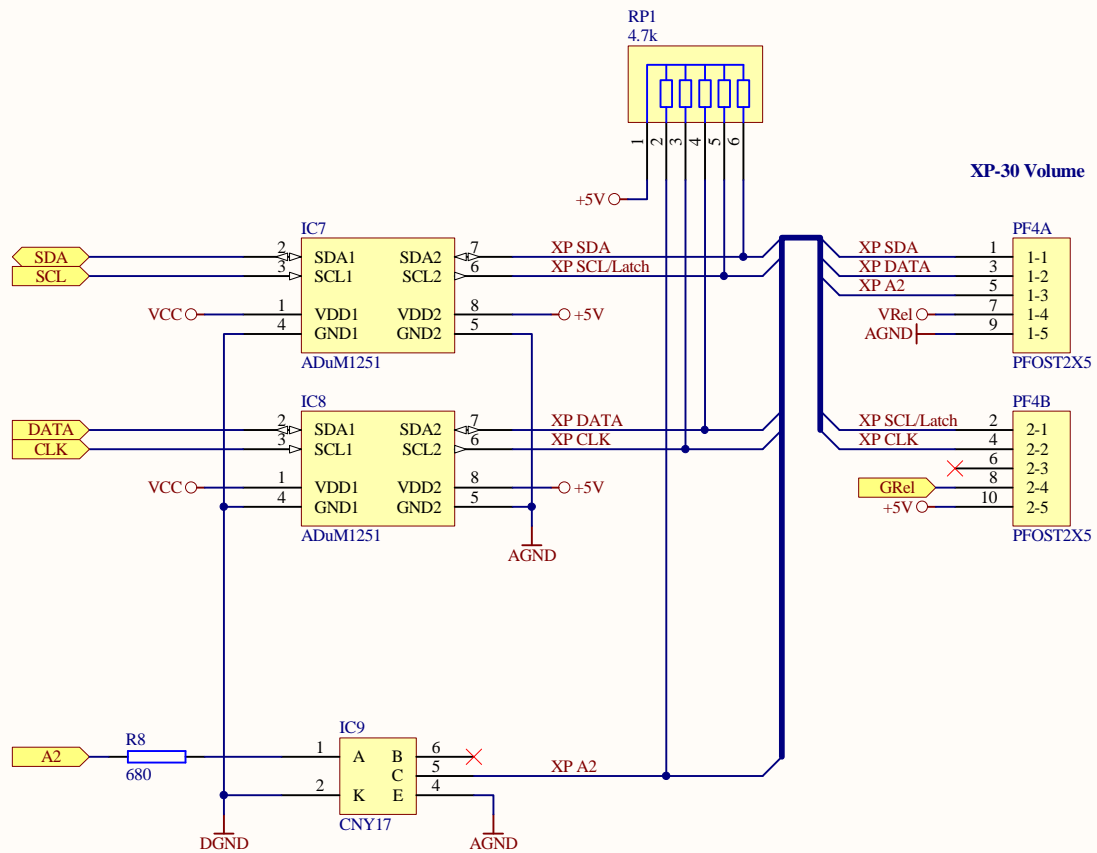 RP1
4.7k
1 2 3 4 5 6
+5V
XP-30 Volume
IC7
SDA 2 SDA1 SDA2 7 XP SDA
SCL 3 SCL1 SCL2 6 XP SCL/Latch
VCC 1 VDD1 VDD2 8 +5V
4 GND1 GND2 5
ADuM1251
PF4A
XP SDA 1 1-1
XP DATA 3 1-2
XP A2 5 1-3
VRel 7 1-4
AGND 9 1-5
PFOST2X5
IC8
DATA 2 SDA1 SDA2 7 XP DATA
CLK 3 SCL1 SCL2 6 XP CLK
VCC 1 VDD1 VDD2 8 +5V
4 GND1 GND2 5
ADuM1251
AGND
PF4B
XP SCL/Latch 2 2-1
XP CLK 4 2-2
6 2-3
GRel 8 2-4
+5V 10 2-5
PFOST2X5
IC9
A2 R8 1 A B 6
680
C 5 XP A2
2 K E 4
CNY17
DGND
AGND